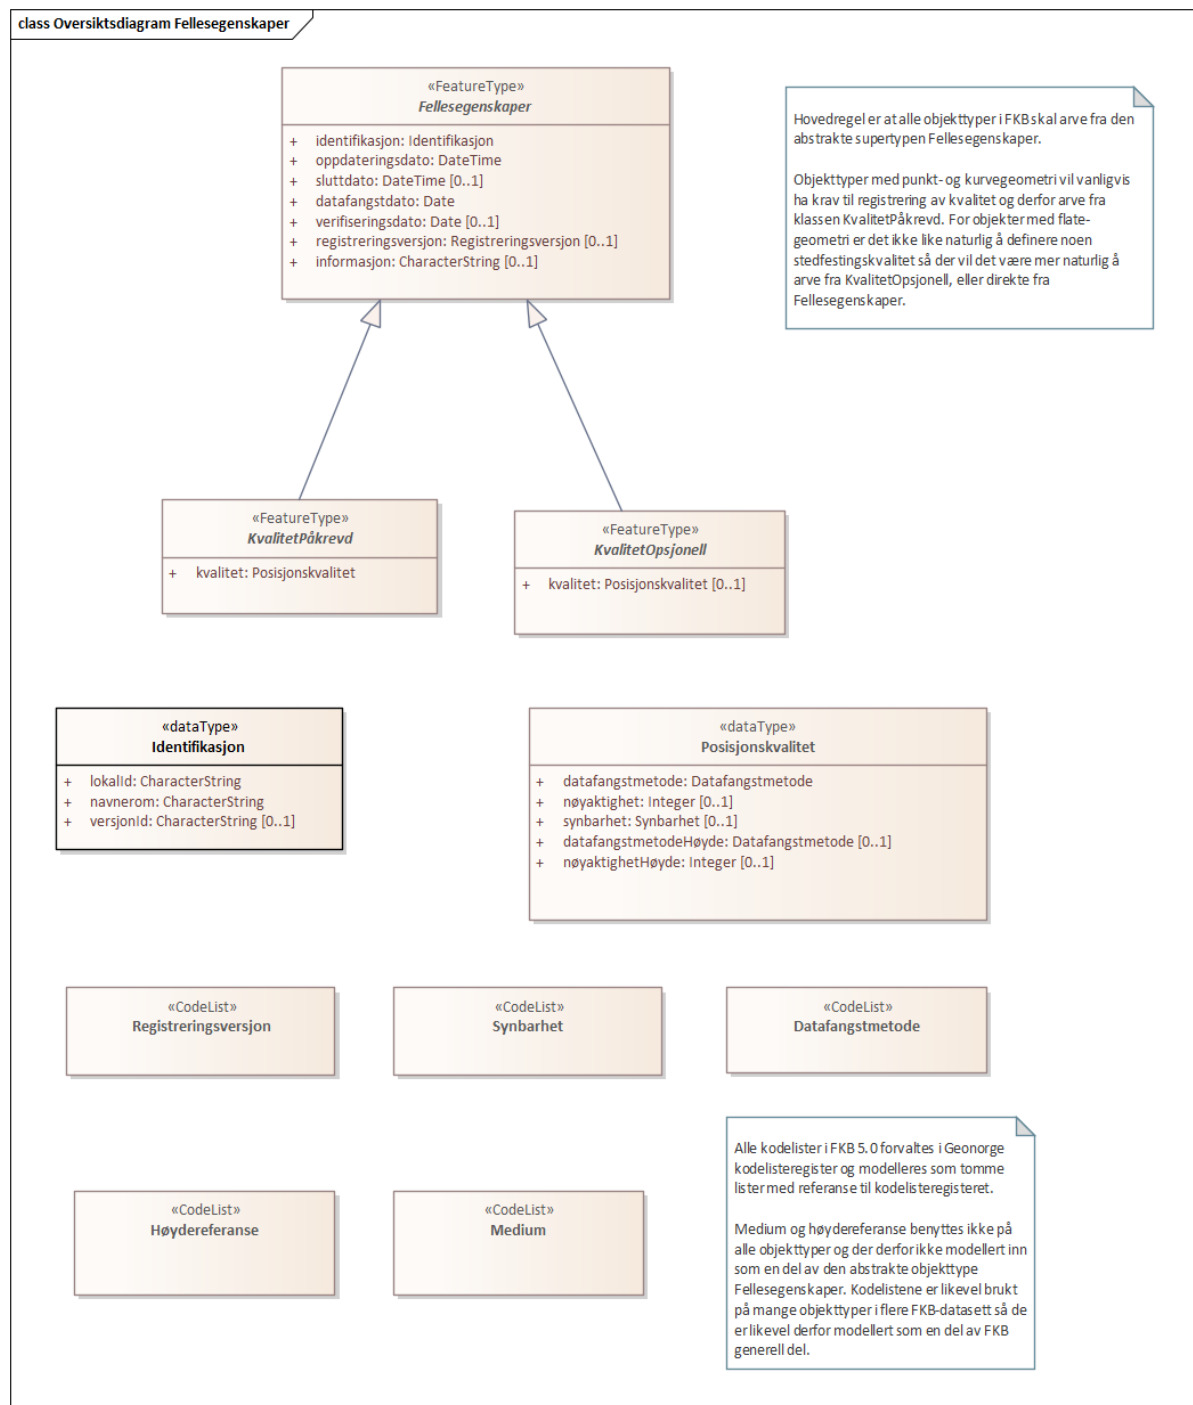 class Oversiktsdiagram Fellesegenskaper
«FeatureType»
Fellesegenskaper
+ identifikasjon: Identifikasjon
+ oppdateringsdato: DateTime
+ sluttdato: DateTime [0..1]
+ datafangstdato: Date
+ verifiseringsdato: Date [0..1]
+ registreringsversjon: Registreringsversjon [0..1]
+ informasjon: CharacterString [0..1]
Hovedregel er at alle objekttyper i FKB skal arve fra den
abstrakte supertypen Fellesegenskaper.
Objekttyper med punkt- og kurvegeometri vil vanligvis
ha krav til registrering av kvalitet og derfor arve fra
klassen KvalitetPåkrevd. For objekter med flate-
geometri er det ikke like naturlig å definere noen
stedfestingskvalitet så der vil det være mer naturlig å
arve fra KvalitetOpsjonell, eller direkte fra
Fellesegenskaper.
«FeatureType»
KvalitetPåkrevd
+ kvalitet: Posisjonskvalitet
«FeatureType»
KvalitetOpsjonell
+ kvalitet: Posisjonskvalitet [0..1]
«dataType»
Identifikasjon
+ lokalId: CharacterString
+ navnerom: CharacterString
+ versjonId: CharacterString [0..1]
«dataType»
Posisjonskvalitet
+ datafangstmetode: Datafangstmetode
+ nøyaktighet: Integer [0..1]
+ synbarhet: Synbarhet [0..1]
+ datafangstmetodeHøyde: Datafangstmetode [0..1]
+ nøyaktighetHøyde: Integer [0..1]
«CodeList»
Registreringsversjon
«CodeList»
Synbarhet
«CodeList»
Datafangstmetode
«CodeList»
Høydereferanse
«CodeList»
Medium
Alle kodelister i FKB 5.0 forvaltes i Geonorge
kodelisteregister og modelleres som tomme
lister med referanse til kodelisteregisteret.
Medium og høydereferanse benyttes ikke på
alle objekttyper og der derfor ikke modellert inn
som en del av den abstrakte objekttype
Fellesegenskaper. Kodelistene er likevel brukt
på mange objekttyper i flere FKB-datasett så de
er likevel derfor modellert som en del av FKB
generell del.